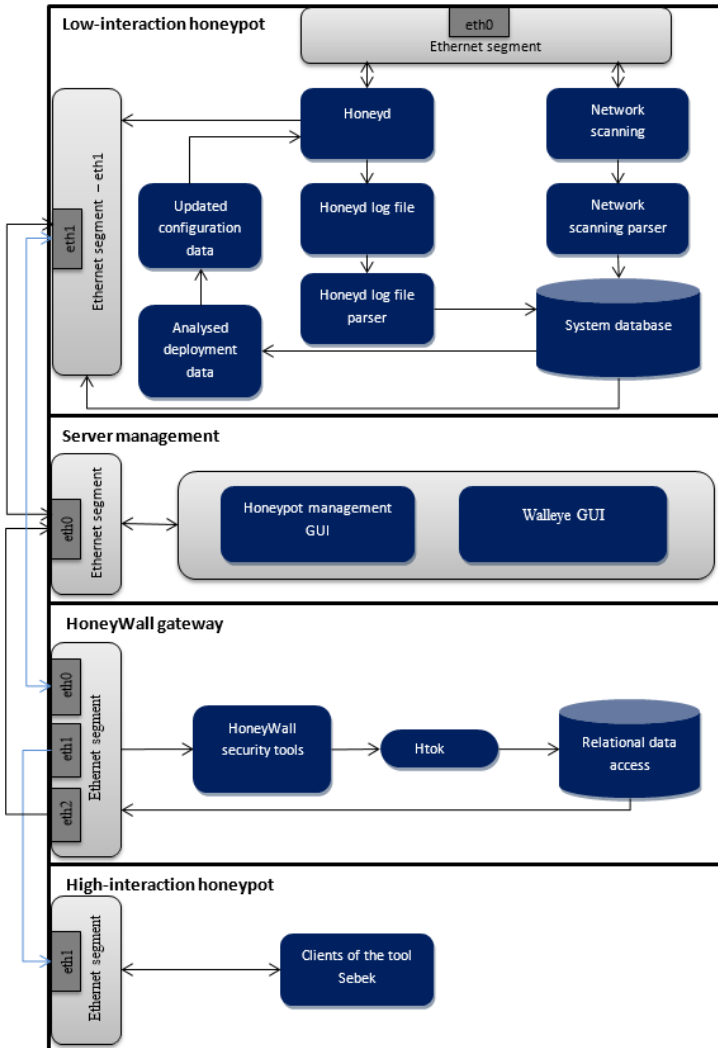 Low-interaction honeypot
eth0
Ethernet segment
Honeyd
Network
scanning
Ethernet segment – eth1
eth1
Updated
configuration
data
Honeyd log file
Network
scanning parser
Honeyd log file
parser
Analysed
deployment
data
System database
Server management
Ethernet segment
eth0
Honeypot management
GUI
Walleye GUI
HoneyWall gateway
eth0
eth1
eth2
Ethernet segment
HoneyWall
security tools
Htok
Relational data
access
High-interaction honeypot
eth1
Ethernet segment
Clients of the tool
Sebek